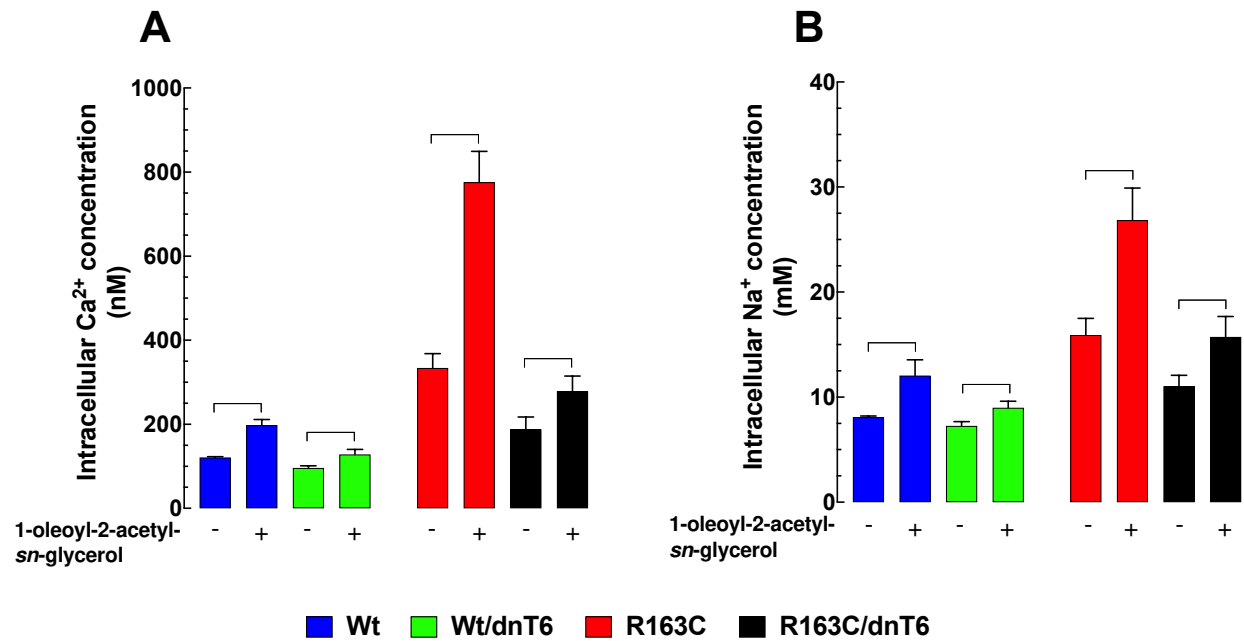 A
B
Intracellular Ca2+ concentration
(nM)
1000
800
600
400
200
0
- + - + - + - +
1-oleoyl-2-acetyl-
sn-glycerol
Intracellular Na+ concentration
(mM)
40
30
20
10
0
- + - + - + - +
1-oleoyl-2-acetyl-
sn-glycerol
Wt Wt/dnT6 R163C R163C/dnT6